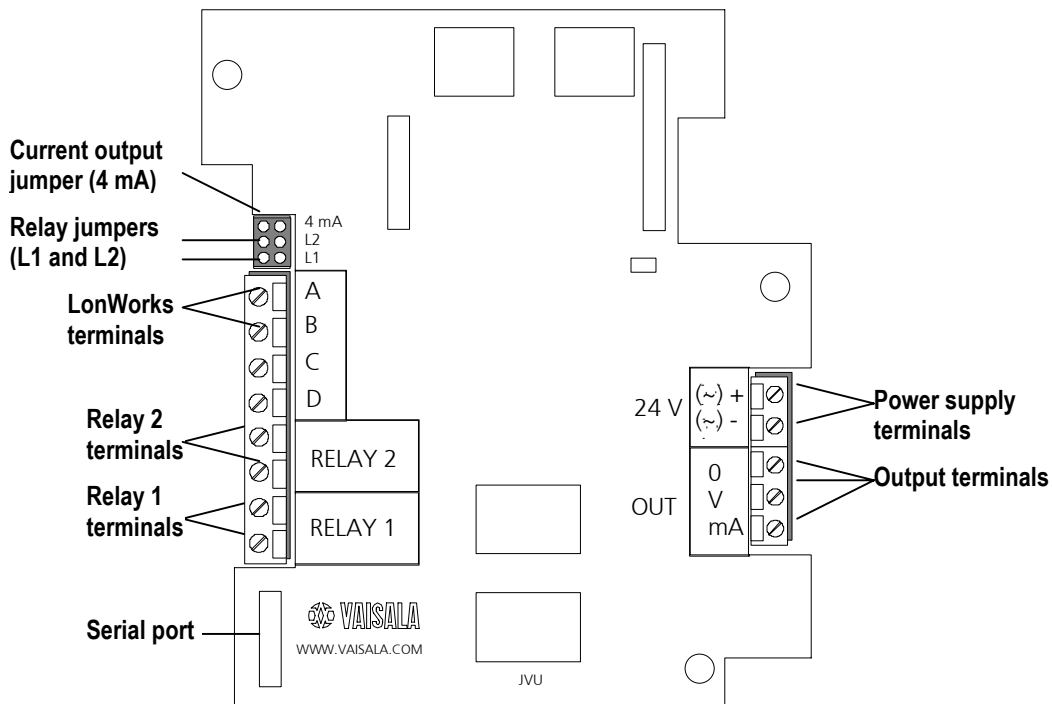 Current output
jumper (4 mA)
Relay jumpers
(L1 and L2)
4 mA
L2
L1
LonWorks
terminals
A
B
C
D
Relay 2
terminals
RELAY 2
Relay 1
terminals
RELAY 1
24 V
(~) +
(~) -
Power supply
terminals
OUT
0
V
mA
Output terminals
Serial port
VAISALA
WWW.VAISALA.COM
JVU